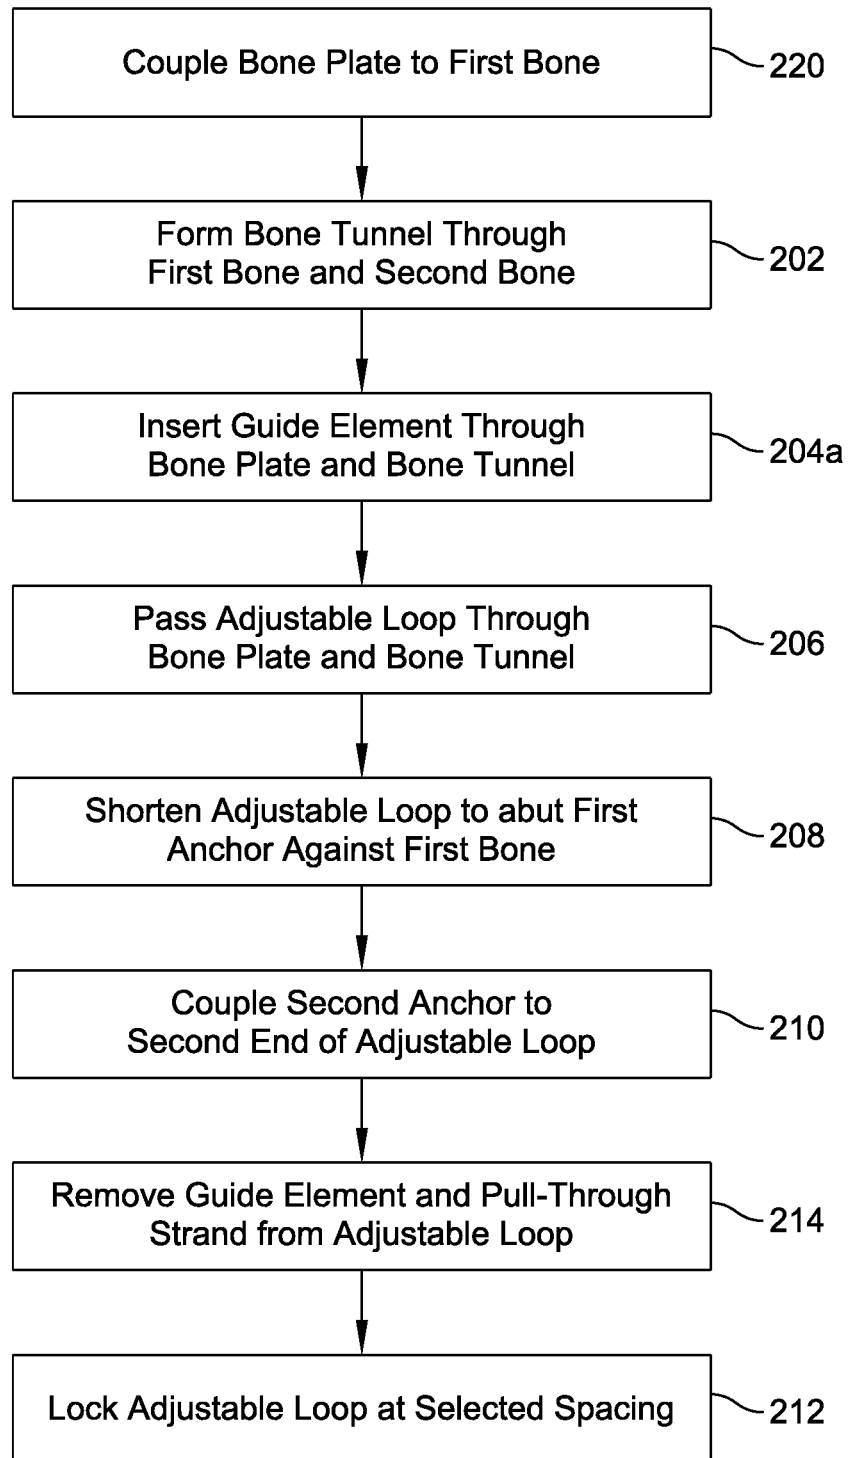 Couple Bone Plate to First Bone
220
Form Bone Tunnel Through
First Bone and Second Bone
202
Insert Guide Element Through
Bone Plate and Bone Tunnel
204a
Pass Adjustable Loop Through
Bone Plate and Bone Tunnel
206
Shorten Adjustable Loop to abut First
Anchor Against First Bone
208
Couple Second Anchor to
Second End of Adjustable Loop
210
Remove Guide Element and Pull-Through
Strand from Adjustable Loop
214
Lock Adjustable Loop at Selected Spacing
212